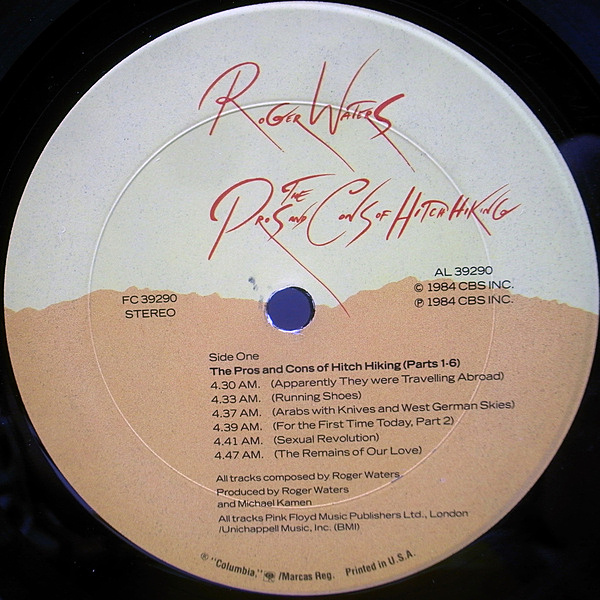 Roger Waters
The
Pros and Cons of Hitch Hiking
FC 39290
STEREO
AL 39290
© 1984 CBS INC.
℗ 1984 CBS INC.
Side One
The Pros and Cons of Hitch Hiking (Parts 1-6)
4.30 AM. (Apparently They were Travelling Abroad)
4.33 AM. (Running Shoes)
4.37 AM. (Arabs with Knives and West German Skies)
4.39 AM. (For the First Time Today, Part 2)
4.41 AM. (Sexual Revolution)
4.47 AM. (The Remains of Our Love)
All tracks composed by Roger Waters
Produced by Roger Waters
and Michael Kamen
All tracks Pink Floyd Music Publishers Ltd., London
/Unichappell Music, Inc. (BMI)
® "Columbia," /Marcas Reg. Printed in U.S.A.